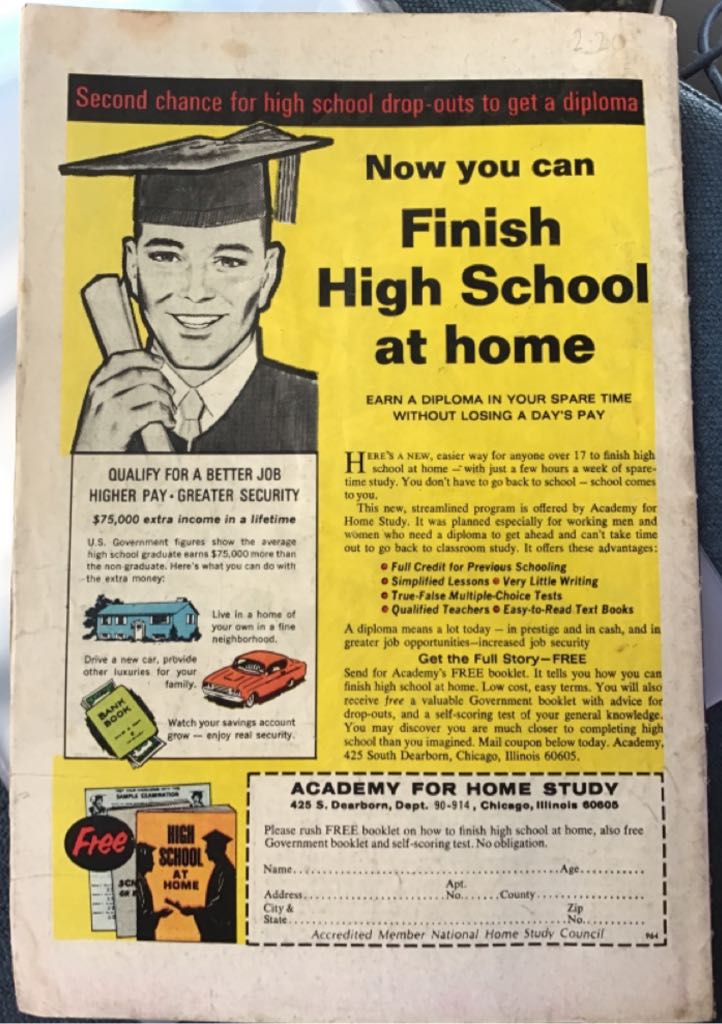 2.20
Second chance for high school drop-outs to get a diploma
Now you can
Finish
High School
at home
EARN A DIPLOMA IN YOUR SPARE TIME
WITHOUT LOSING A DAY'S PAY
QUALIFY FOR A BETTER JOB
HIGHER PAY • GREATER SECURITY
$75,000 extra income in a lifetime
U.S. Government figures show the average
high school graduate earns $75,000 more than
the non-graduate. Here's what you can do with
the extra money:
Live in a home of
your own in a fine
neighborhood.
Drive a new car, provide
other luxuries for your
family.
BANK
BOOK
Watch your savings account
grow — enjoy real security.
HERE'S A NEW, easier way for anyone over 17 to finish high
school at home — with just a few hours a week of spare-
time study. You don't have to go back to school — school comes
to you.
This new, streamlined program is offered by Academy for
Home Study. It was planned especially for working men and
women who need a diploma to get ahead and can't take time
out to go back to classroom study. It offers these advantages:
• Full Credit for Previous Schooling
• Simplified Lessons • Very Little Writing
• True-False Multiple-Choice Tests
• Qualified Teachers • Easy-to-Read Text Books
A diploma means a lot today — in prestige and in cash, and in
greater job opportunities—increased job security
Get the Full Story—FREE
Send for Academy's FREE booklet. It tells you how you can
finish high school at home. Low cost, easy terms. You will also
receive free a valuable Government booklet with advice for
drop-outs, and a self-scoring test of your general knowledge.
You may discover you are much closer to completing high
school than you imagined. Mail coupon below today. Academy,
425 South Dearborn, Chicago, Illinois 60605.
Free
SAMPLE EXAMINATION
HIGH
SCHOOL
AT
HOME
ACADEMY FOR HOME STUDY
425 S. Dearborn, Dept. 90-914, Chicago, Illinois 60605
Please rush FREE booklet on how to finish high school at home, also free
Government booklet and self-scoring test. No obligation.
Name..........Age..........
Address..........Apt. No..........County..........
City & State..........Zip No..........
Accredited Member National Home Study Council